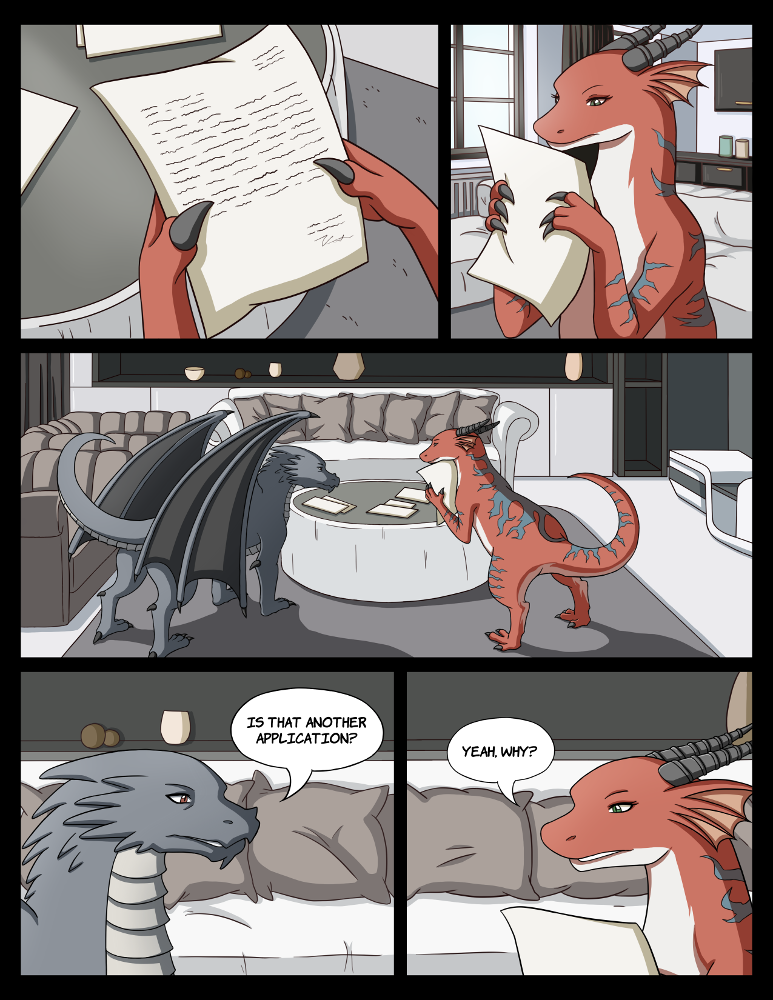 IS THAT ANOTHER
APPLICATION?
YEAH, WHY?